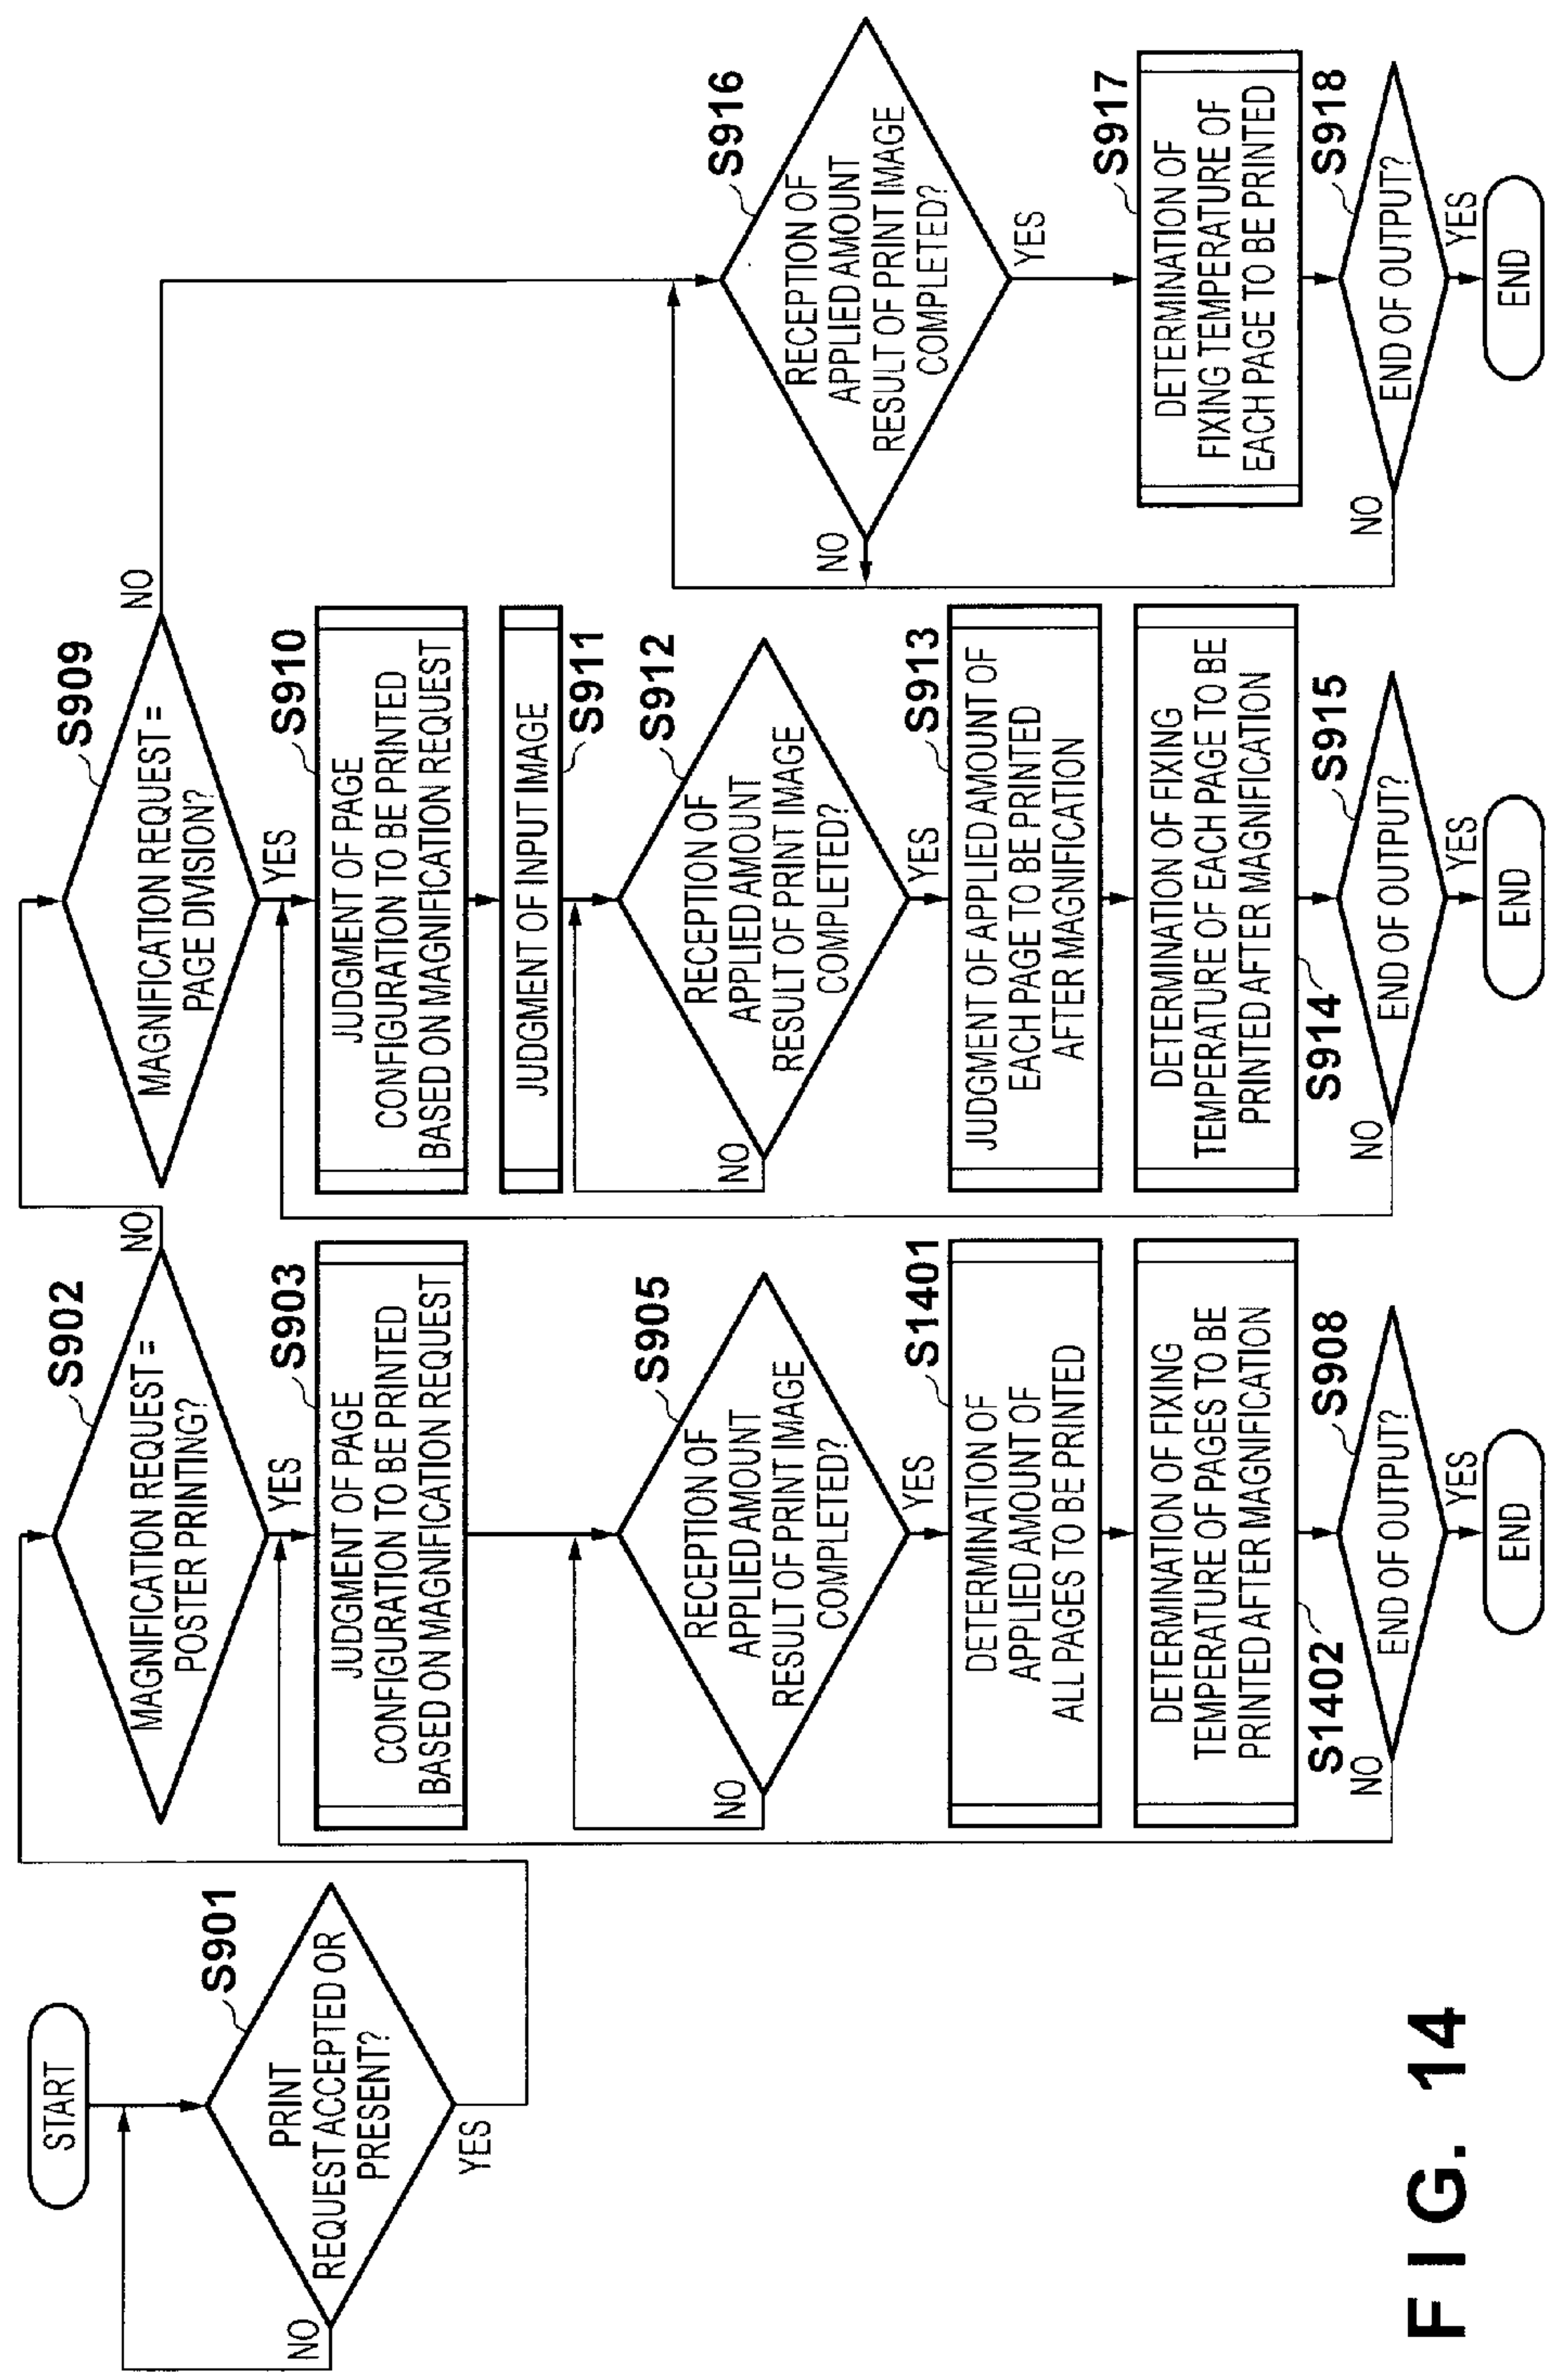 START
S901
PRINT
REQUEST ACCEPTED OR
PRESENT?
NO
YES
S902
MAGNIFICATION REQUEST =
POSTER PRINTING?
NO
YES
S903
JUDGMENT OF PAGE
CONFIGURATION TO BE PRINTED
BASED ON MAGNIFICATION REQUEST
S905
RECEPTION OF
APPLIED AMOUNT
RESULT OF PRINT IMAGE
COMPLETED?
NO
YES
S1401
DETERMINATION OF
APPLIED AMOUNT OF
ALL PAGES TO BE PRINTED
DETERMINATION OF FIXING
TEMPERATURE OF PAGES TO BE
PRINTED AFTER MAGNIFICATION
S1402
S908
END OF OUTPUT?
NO
YES
END
S909
MAGNIFICATION REQUEST =
PAGE DIVISION?
NO
YES
S910
JUDGMENT OF PAGE
CONFIGURATION TO BE PRINTED
BASED ON MAGNIFICATION REQUEST
JUDGMENT OF INPUT IMAGE
S911
S912
RECEPTION OF
APPLIED AMOUNT
RESULT OF PRINT IMAGE
COMPLETED?
NO
YES
S913
JUDGMENT OF APPLIED AMOUNT OF
EACH PAGE TO BE PRINTED
AFTER MAGNIFICATION
DETERMINATION OF FIXING
TEMPERATURE OF EACH PAGE TO BE
PRINTED AFTER MAGNIFICATION
S914
S915
END OF OUTPUT?
NO
YES
END
S916
RECEPTION OF
APPLIED AMOUNT
RESULT OF PRINT IMAGE
COMPLETED?
NO
YES
S917
DETERMINATION OF
FIXING TEMPERATURE OF
EACH PAGE TO BE PRINTED
S918
END OF OUTPUT?
NO
YES
END
FIG. 14